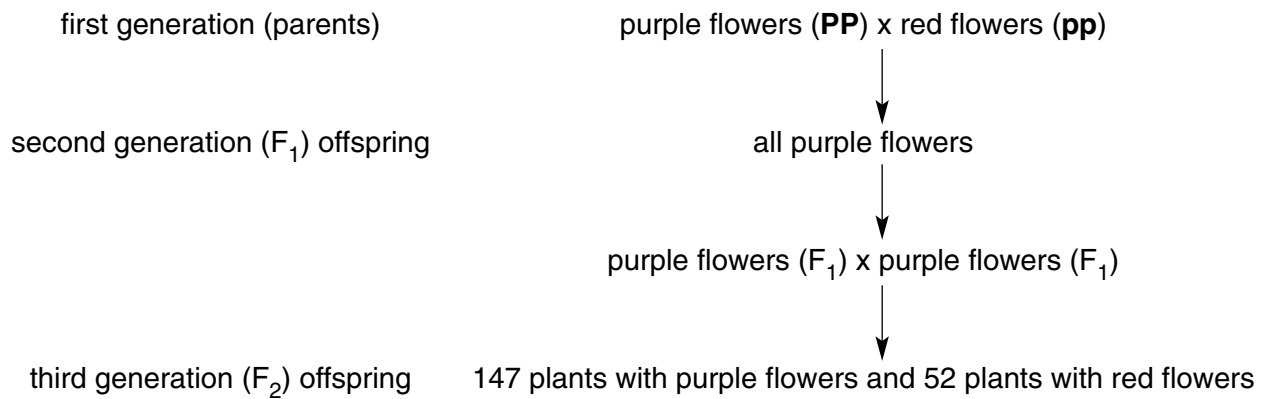 first generation (parents) purple flowers (PP) x red flowers (pp)
second generation (F₁) offspring all purple flowers
purple flowers (F₁) x purple flowers (F₁)
third generation (F₂) offspring 147 plants with purple flowers and 52 plants with red flowers